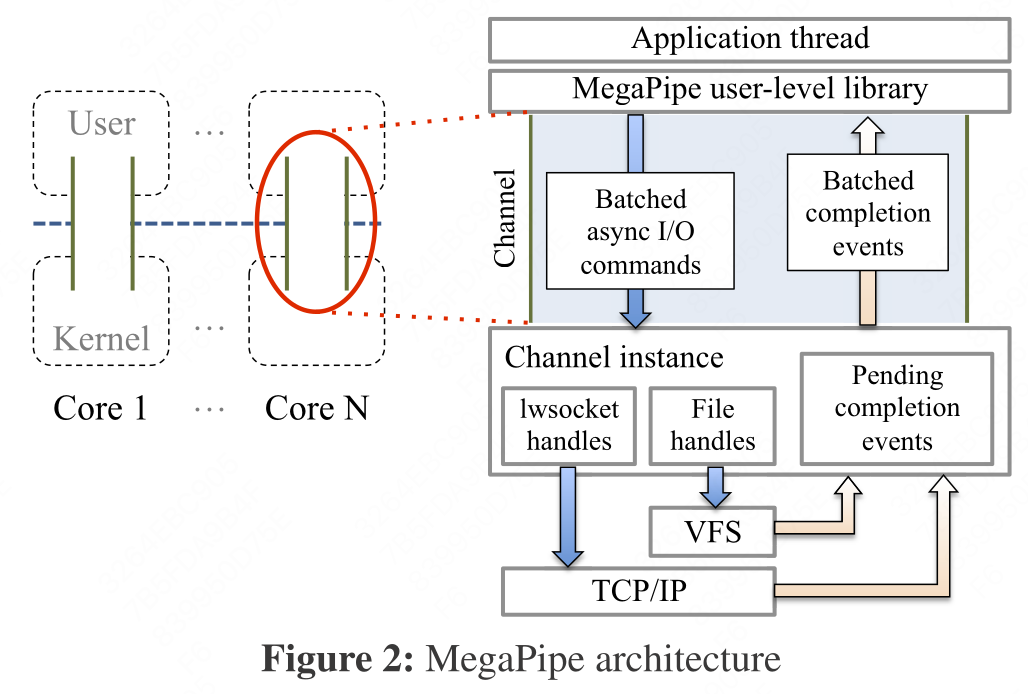 Application thread
MegaPipe user-level library
User
...
Kernel
...
Core 1
...
Core N
Channel
Batched
async I/O
commands
Batched
completion
events
Channel instance
lwsocket
handles
File
handles
Pending
completion
events
VFS
TCP/IP
Figure 2: MegaPipe architecture